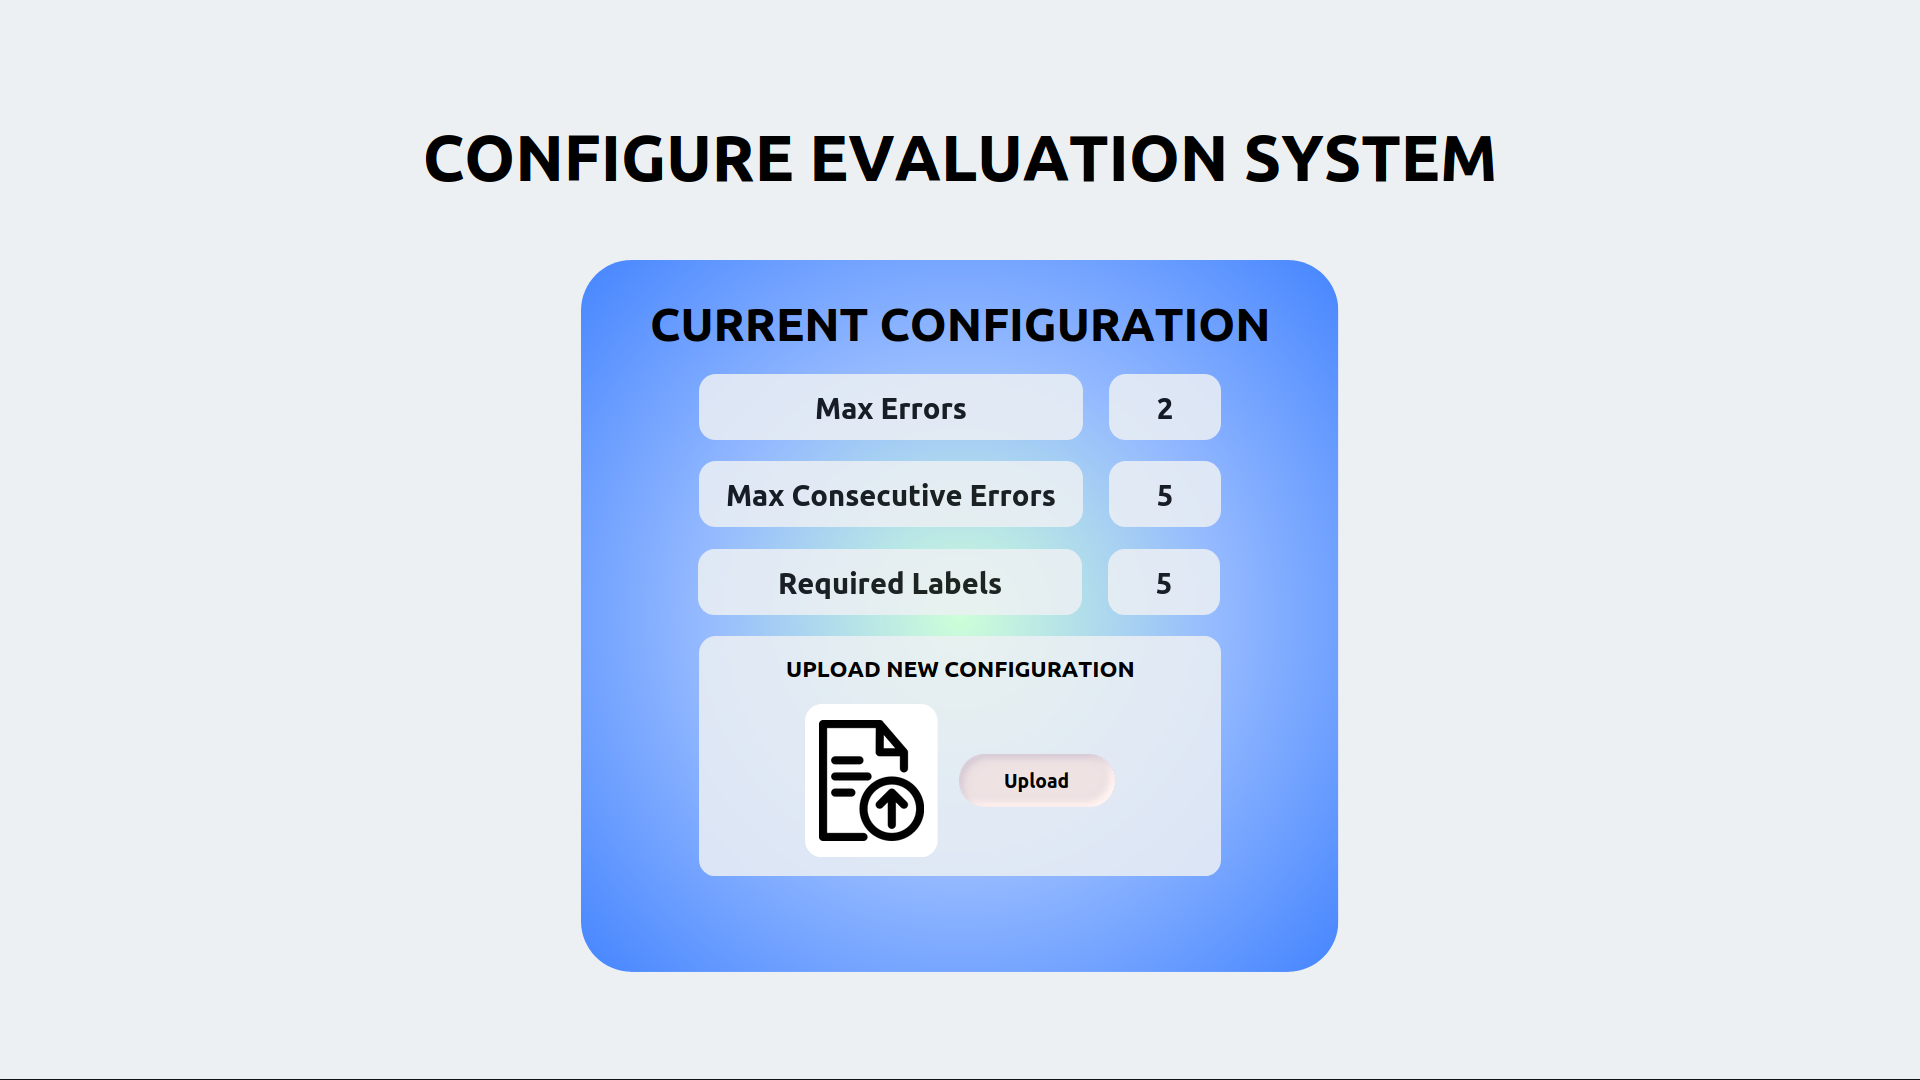 CONFIGURE EVALUATION SYSTEM
CURRENT CONFIGURATION
Max Errors 2
Max Consecutive Errors 5
Required Labels 5
UPLOAD NEW CONFIGURATION
Upload